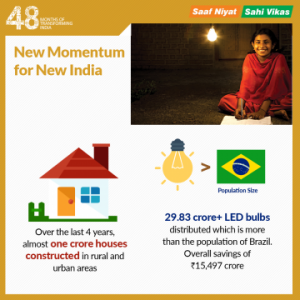 48 MONTHS OF
TRANSFORMING
INDIA
Saaf Niyat Sahi Vikas
New Momentum
for New India
>
Population Size
Over the last 4 years,
almost one crore houses
constructed in rural and
urban areas
29.83 crore+ LED bulbs
distributed which is more
than the population of Brazil.
Overall savings of
₹15,497 crore